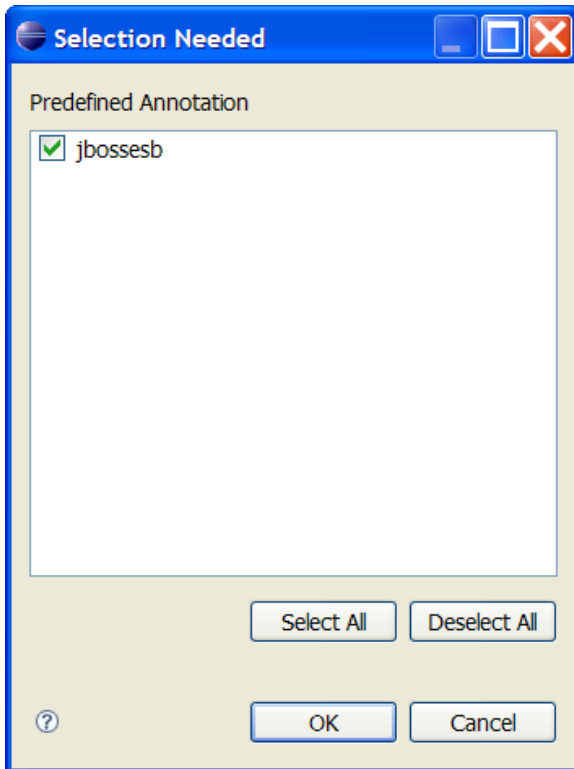 Selection Needed
Predefined Annotation
jbossesb
Select All Deselect All
? OK Cancel